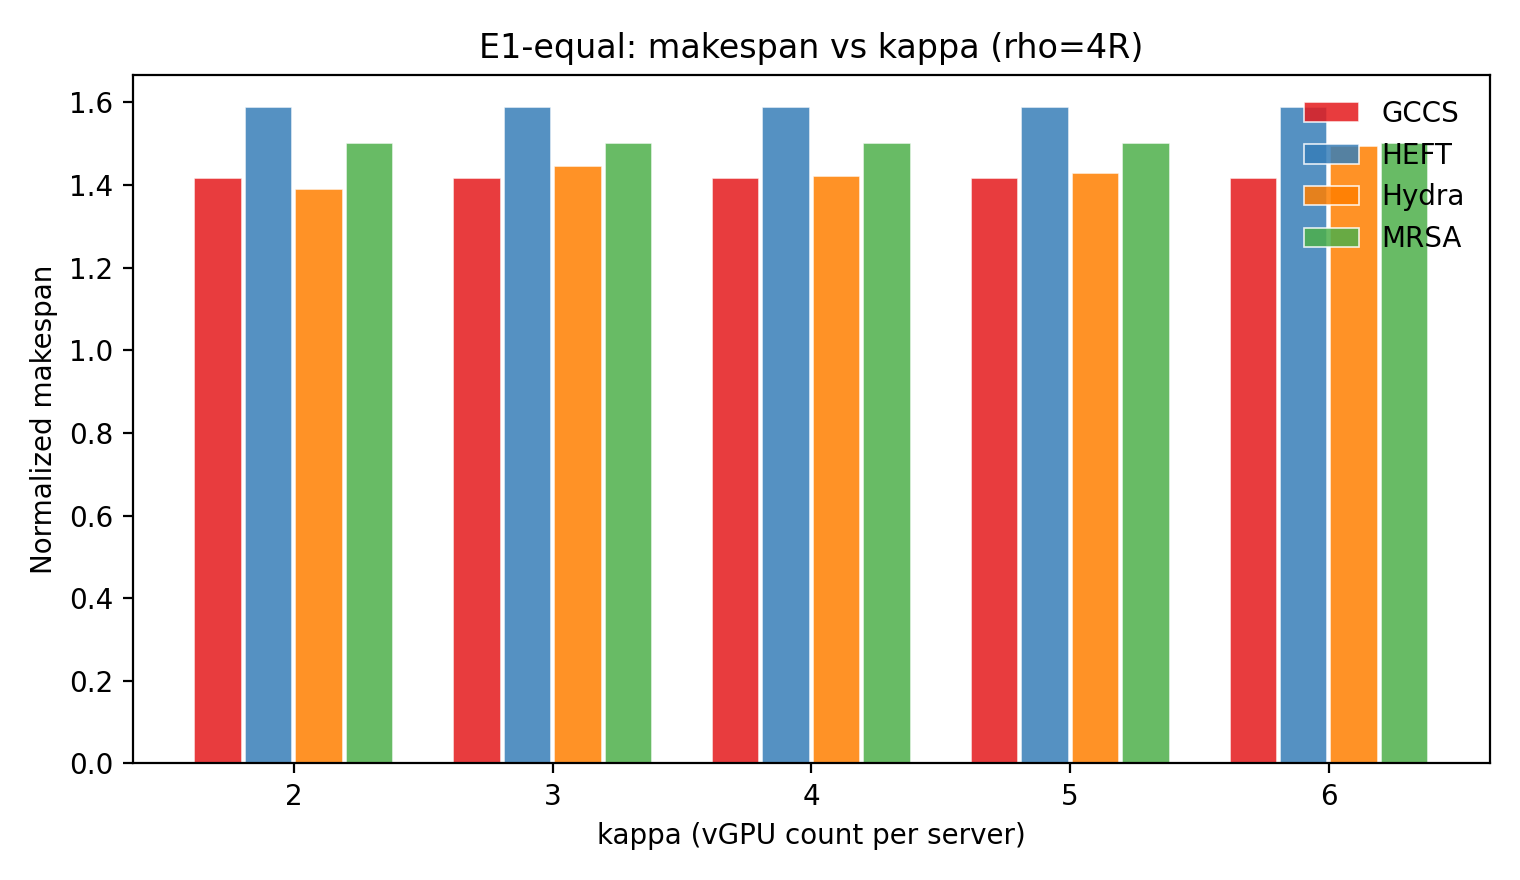 E1-equal: makespan vs kappa (rho=4R)
GCCS
HEFT
Hydra
MRSA
Normalized makespan
1.6
1.4
1.2
1.0
0.8
0.6
0.4
0.2
0.0
2 3 4 5 6
kappa (vGPU count per server)